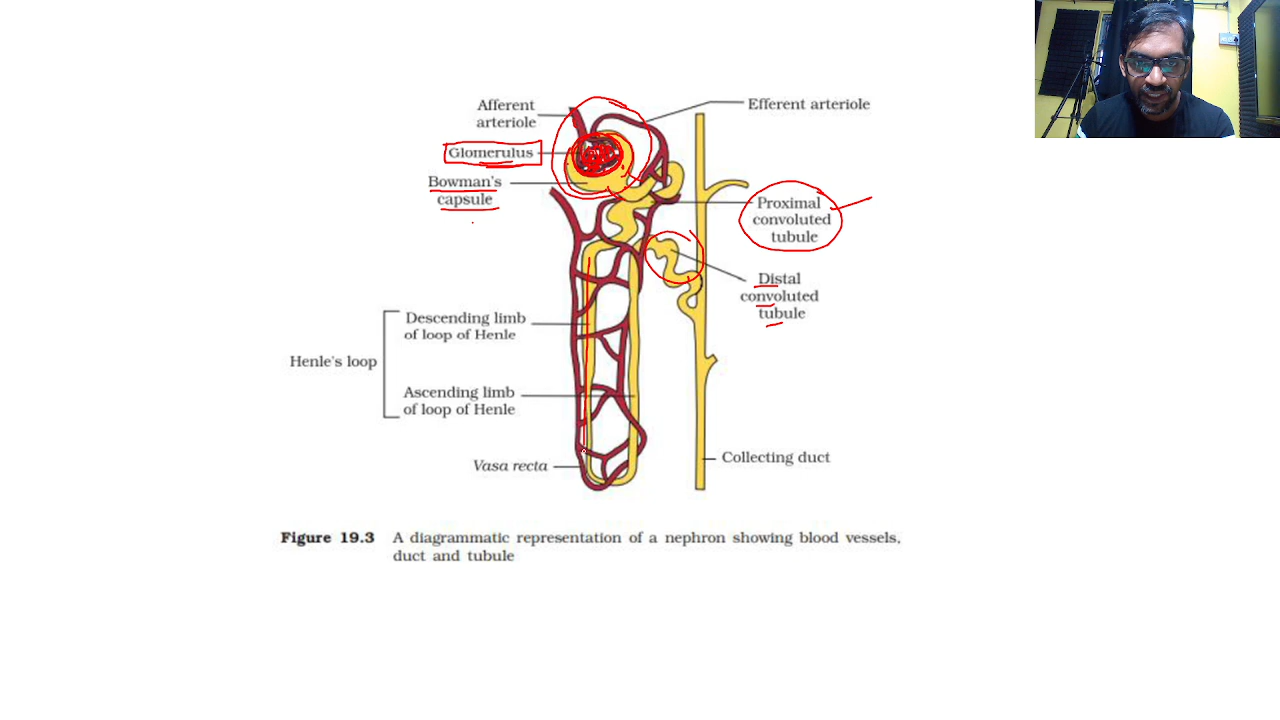 Afferent
arteriole
Efferent arteriole
Glomerulus
Bowman's
capsule
Proximal
convoluted
tubule
Distal
convoluted
tubule
Henle's loop
Descending limb
of loop of Henle
Ascending limb
of loop of Henle
Vasa recta
Collecting duct
Figure 19.3 A diagrammatic representation of a nephron showing blood vessels,
duct and tubule